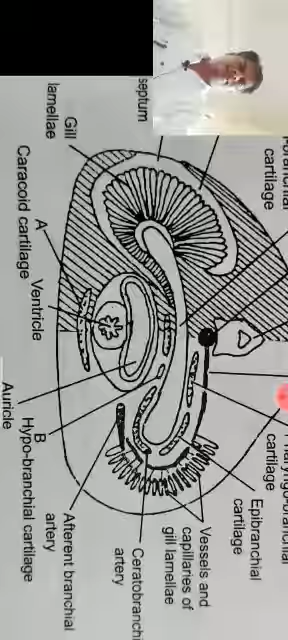 cartilage
septum
Gill
lamellae
cartilage
Epibranchial
cartilage
Vessels and
capillaries of
gill lamellae
A
Caracoid cartilage
Ventricle
Auricle
B
Hypo-branchial cartilage
Afferent branchial
artery
artery